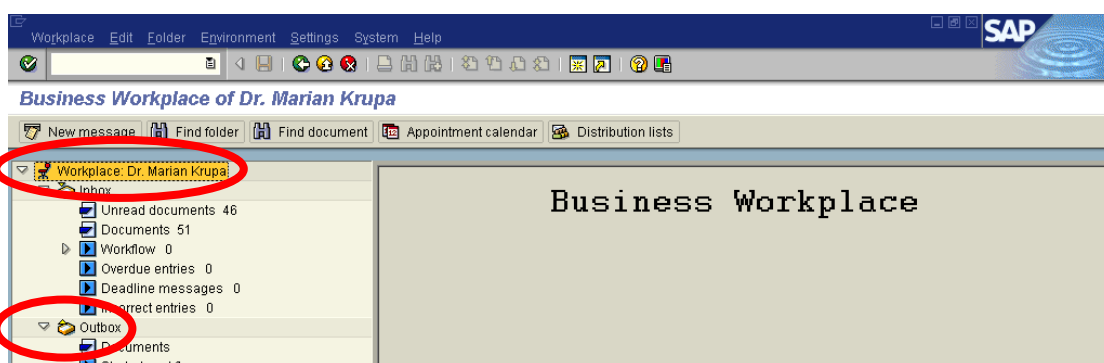 Workplace Edit Folder Environment Settings System Help
SAP
Business Workplace of Dr. Marian Krupa
New message Find folder Find document Appointment calendar Distribution lists
Workplace: Dr. Marian Krupa
Inbox
Unread documents 46
Documents 51
Workflow 0
Overdue entries 0
Deadline messages 0
Incorrect entries 0
Outbox
Documents
Business Workplace